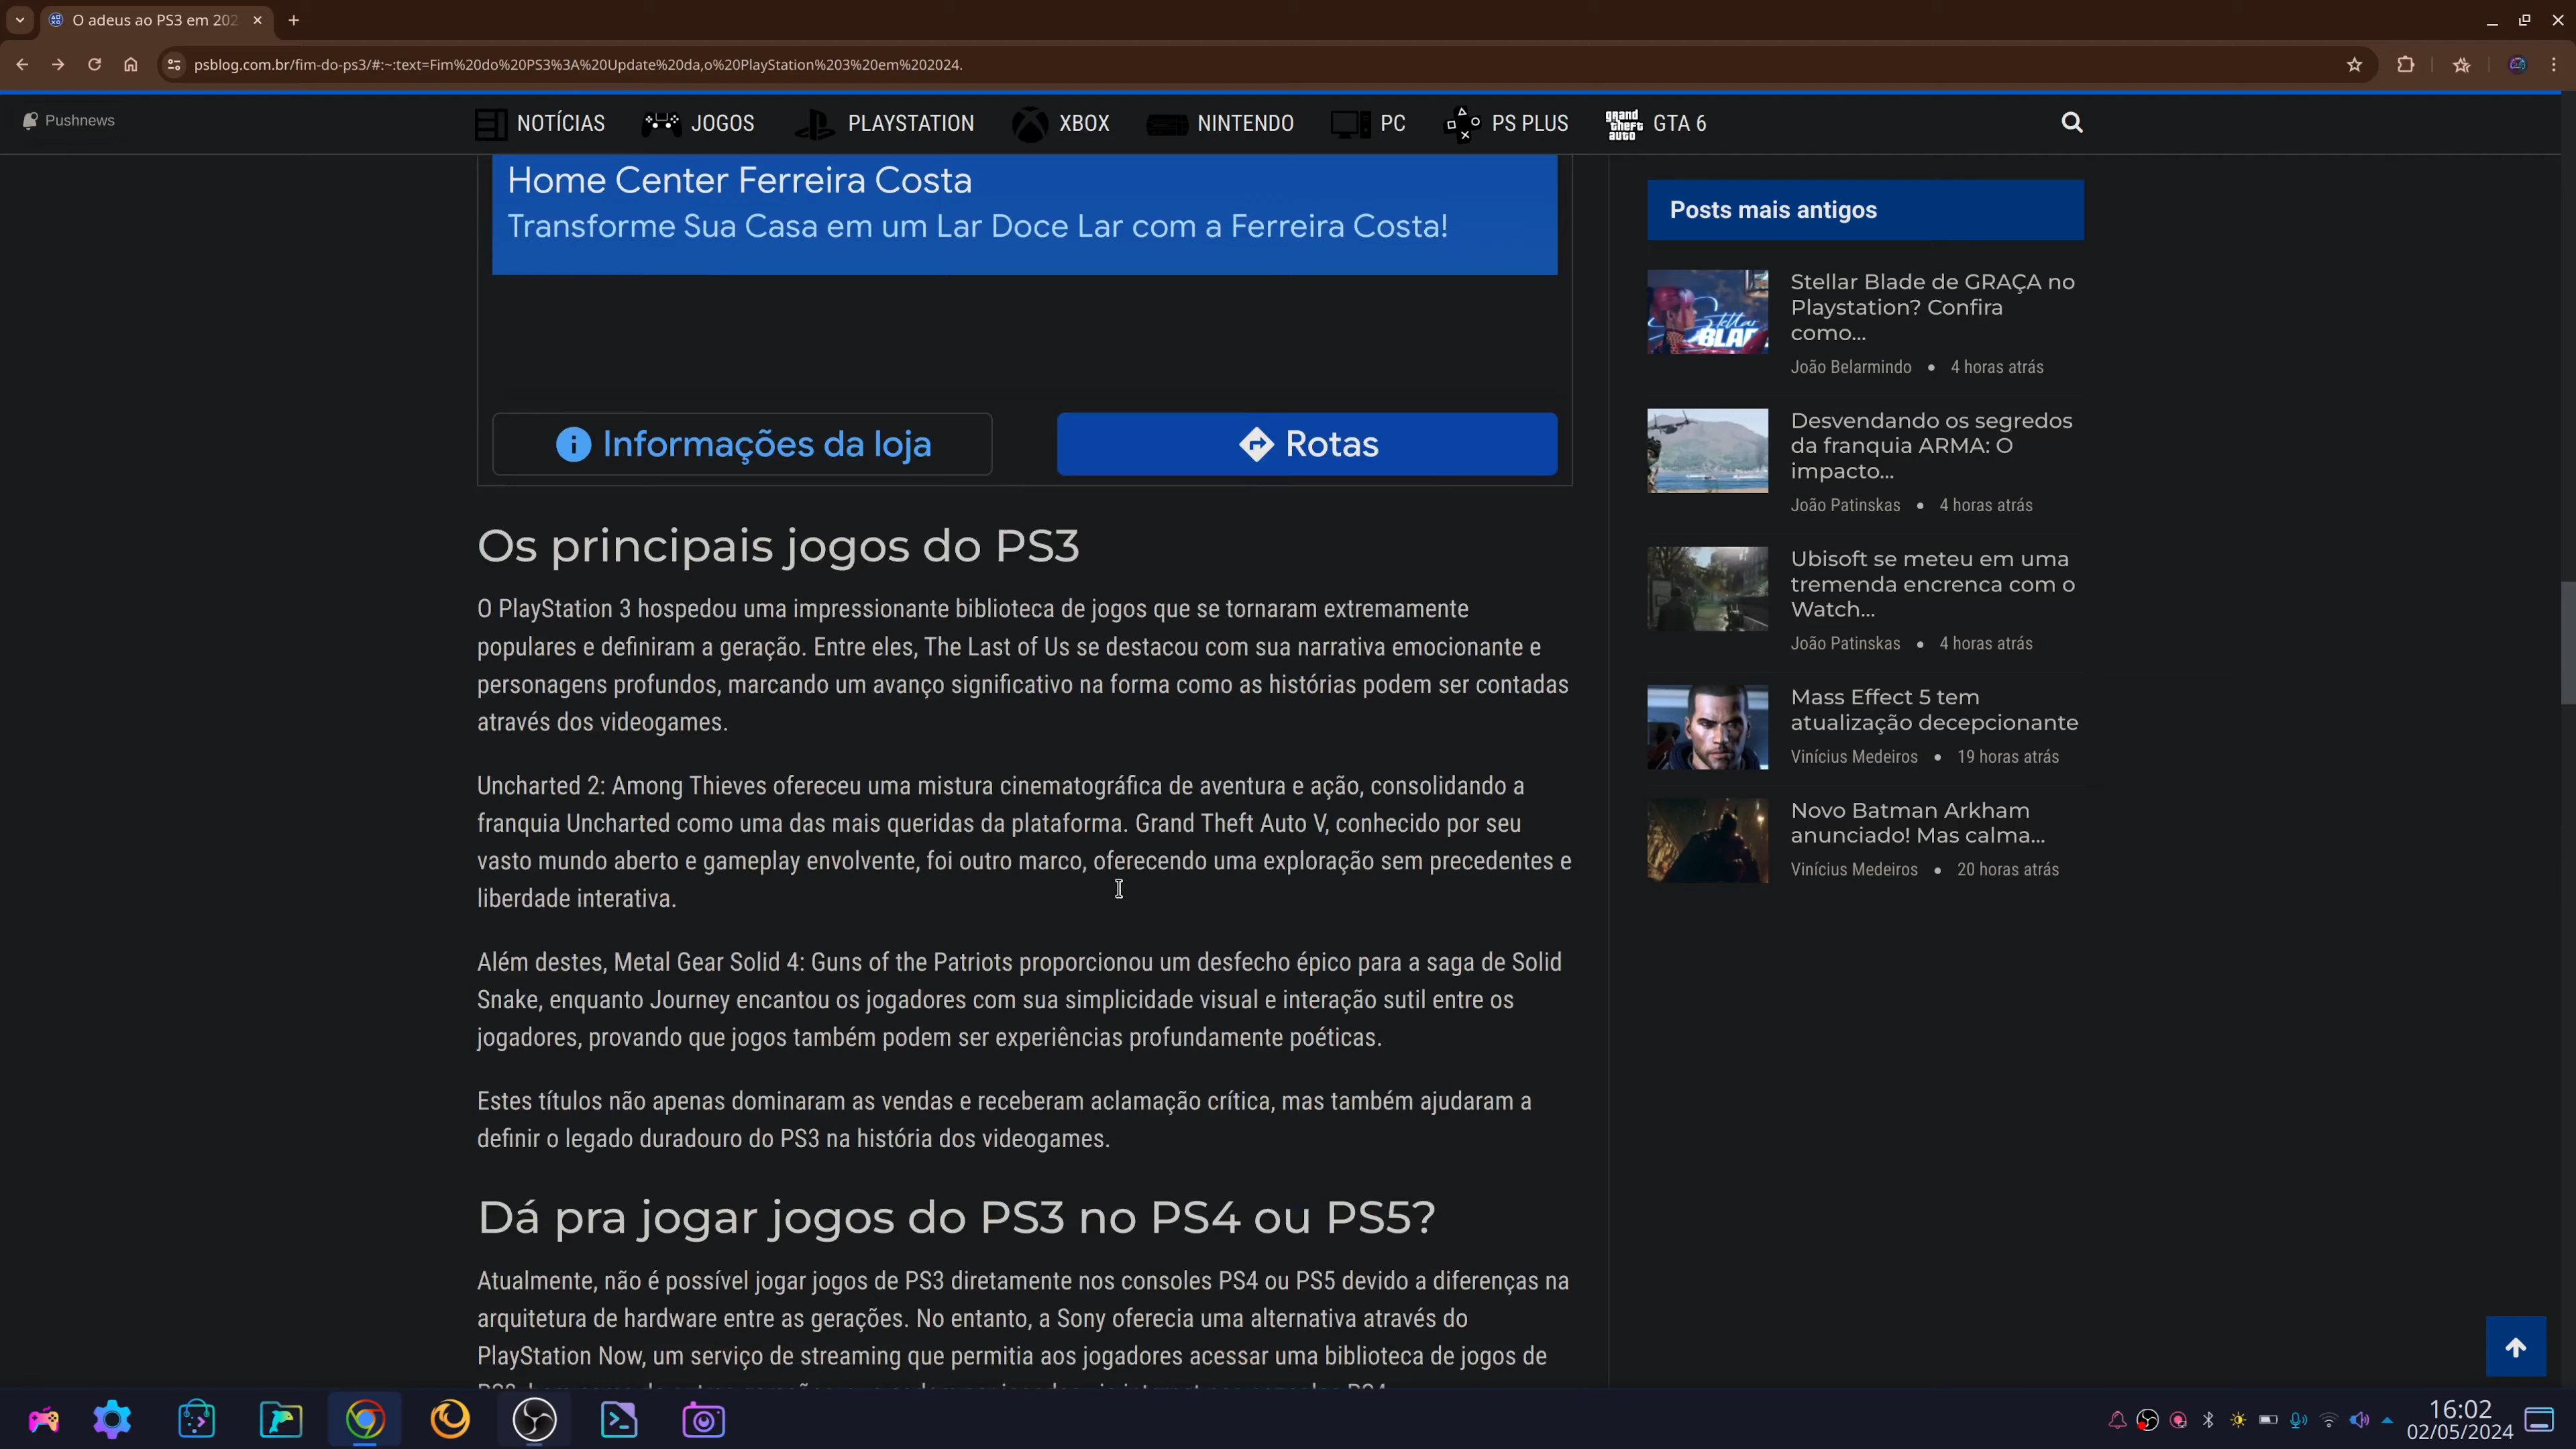 O adeus ao PS3 em 202
psblog.com.br/fim-do-ps3/#:~:text=Fim%20do%20PS3%3A%20Update%20da,o%20PlayStation%203%20em%202024.
Pushnews
NOTÍCIAS
JOGOS
PLAYSTATION
XBOX
NINTENDO
PC
PS PLUS
grand theft auto
GTA 6
Home Center Ferreira Costa
Transforme Sua Casa em um Lar Doce Lar com a Ferreira Costa!
Informações da loja
Rotas
Os principais jogos do PS3
O PlayStation 3 hospedou uma impressionante biblioteca de jogos que se tornaram extremamente
populares e definiram a geração. Entre eles, The Last of Us se destacou com sua narrativa emocionante e
personagens profundos, marcando um avanço significativo na forma como as histórias podem ser contadas
através dos videogames.
Uncharted 2: Among Thieves ofereceu uma mistura cinematográfica de aventura e ação, consolidando a
franquia Uncharted como uma das mais queridas da plataforma. Grand Theft Auto V, conhecido por seu
vasto mundo aberto e gameplay envolvente, foi outro marco, oferecendo uma exploração sem precedentes e
liberdade interativa.
Além destes, Metal Gear Solid 4: Guns of the Patriots proporcionou um desfecho épico para a saga de Solid
Snake, enquanto Journey encantou os jogadores com sua simplicidade visual e interação sutil entre os
jogadores, provando que jogos também podem ser experiências profundamente poéticas.
Estes títulos não apenas dominaram as vendas e receberam aclamação crítica, mas também ajudaram a
definir o legado duradouro do PS3 na história dos videogames.
Dá pra jogar jogos do PS3 no PS4 ou PS5?
Atualmente, não é possível jogar jogos de PS3 diretamente nos consoles PS4 ou PS5 devido a diferenças na
arquitetura de hardware entre as gerações. No entanto, a Sony oferecia uma alternativa através do
PlayStation Now, um serviço de streaming que permitia aos jogadores acessar uma biblioteca de jogos de
Posts mais antigos
Stellar Blade de GRAÇA no
Playstation? Confira
como...
João Belarmindo • 4 horas atrás
Desvendando os segredos
da franquia ARMA: O
impacto...
João Patinskas • 4 horas atrás
Ubisoft se meteu em uma
tremenda encrenca com o
Watch...
João Patinskas • 4 horas atrás
Mass Effect 5 tem
atualização decepcionante
Vinícius Medeiros • 19 horas atrás
Novo Batman Arkham
anunciado! Mas calma...
Vinícius Medeiros • 20 horas atrás
16:02
02/05/2024